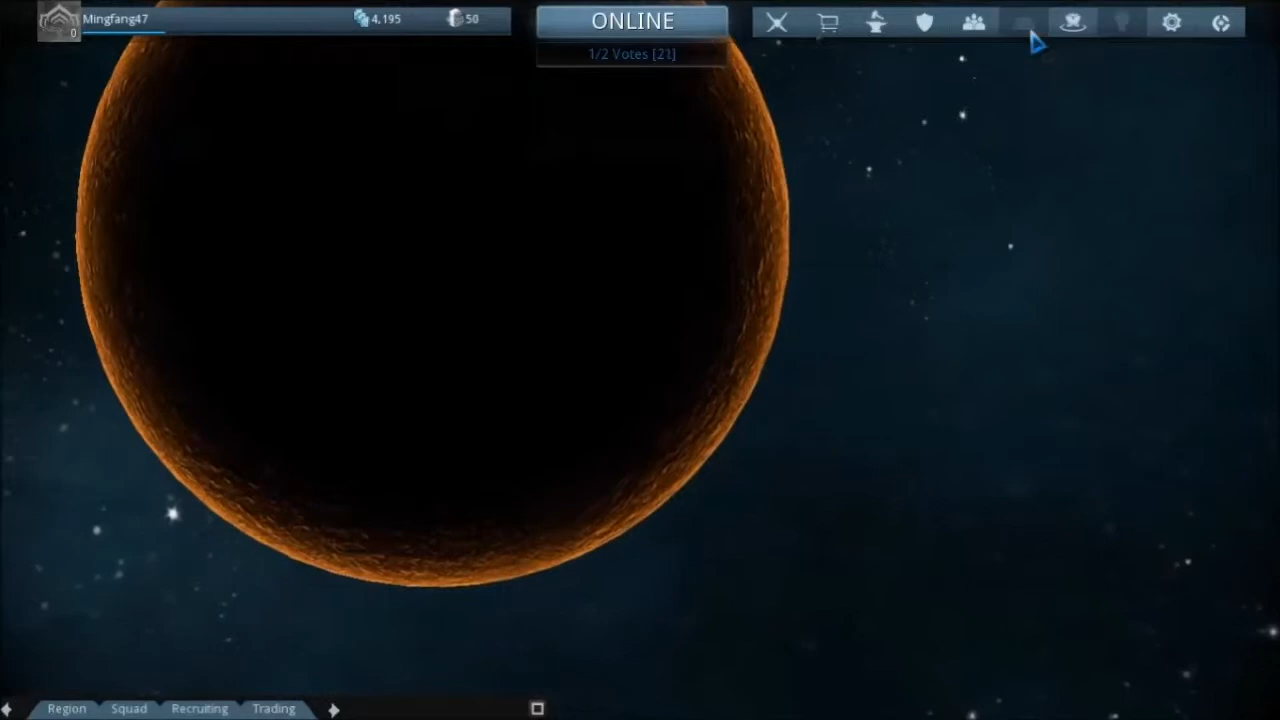 Mingfang47
0
4,195
50
ONLINE
1/2 Votes [21]
Region
Squad
Recruiting
Trading